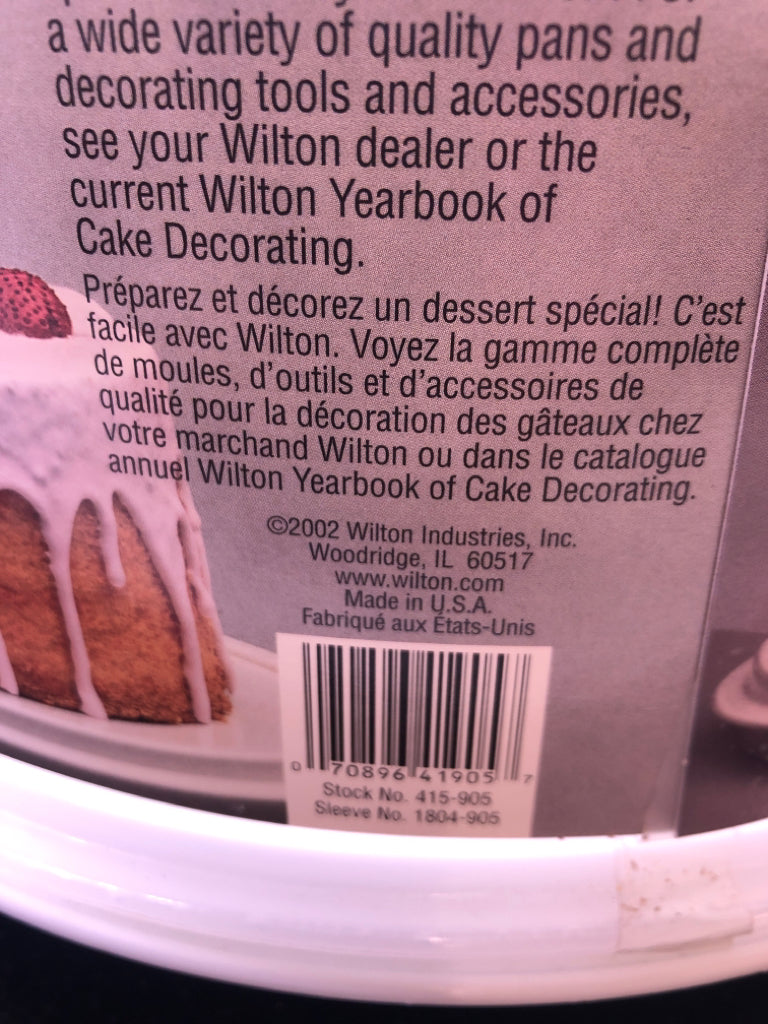 a wide variety of quality pans and
decorating tools and accessories,
see your Wilton dealer or the
current Wilton Yearbook of
Cake Decorating.
Préparez et décorez un dessert spécial! C'est
facile avec Wilton. Voyez la gamme complète
de moules, d'outils et d'accessoires de
qualité pour la décoration des gâteaux chez
votre marchand Wilton ou dans le catalogue
annuel Wilton Yearbook of Cake Decorating.
©2002 Wilton Industries, Inc.
Woodridge, IL 60517
www.wilton.com
Made in U.S.A.
Fabriqué aux États-Unis
0 70896 41905 7
Stock No. 415-905
Sleeve No. 1804-905